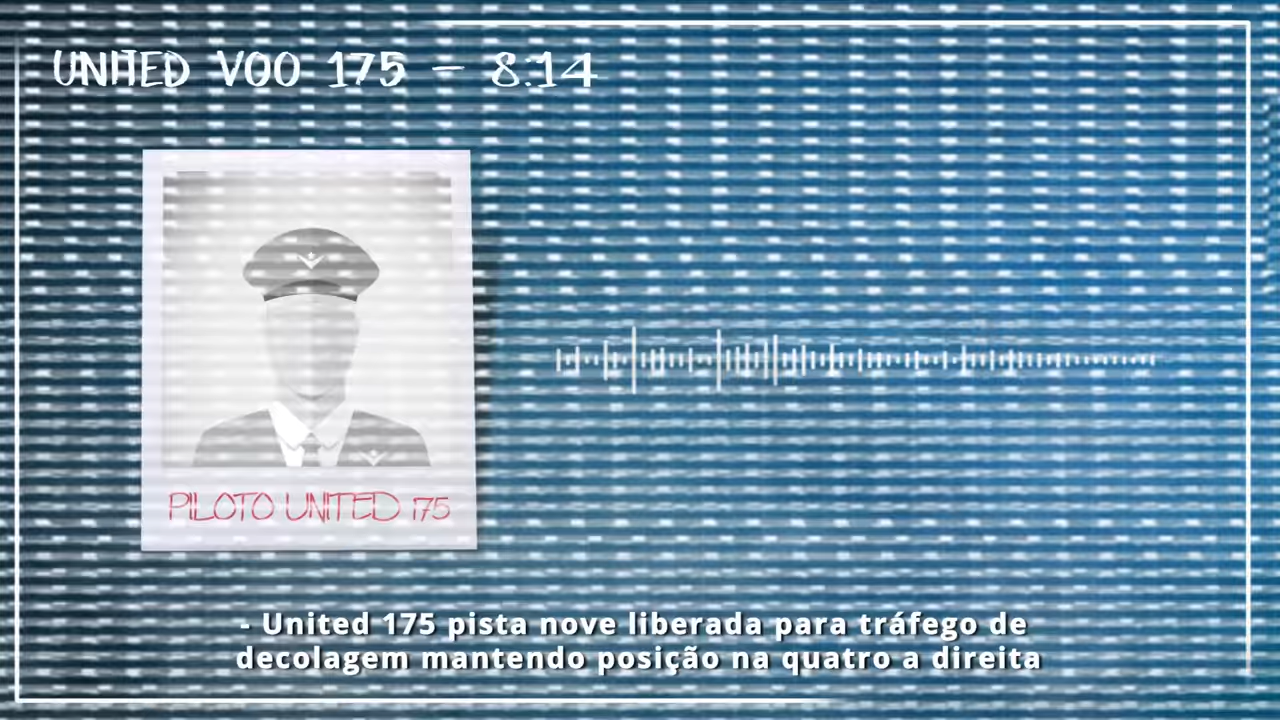 UNITED VOO 175 - 8:14
PILOTO UNITED 175
- United 175 pista nove liberada para tráfego de
decolagem mantendo posição na quatro a direita